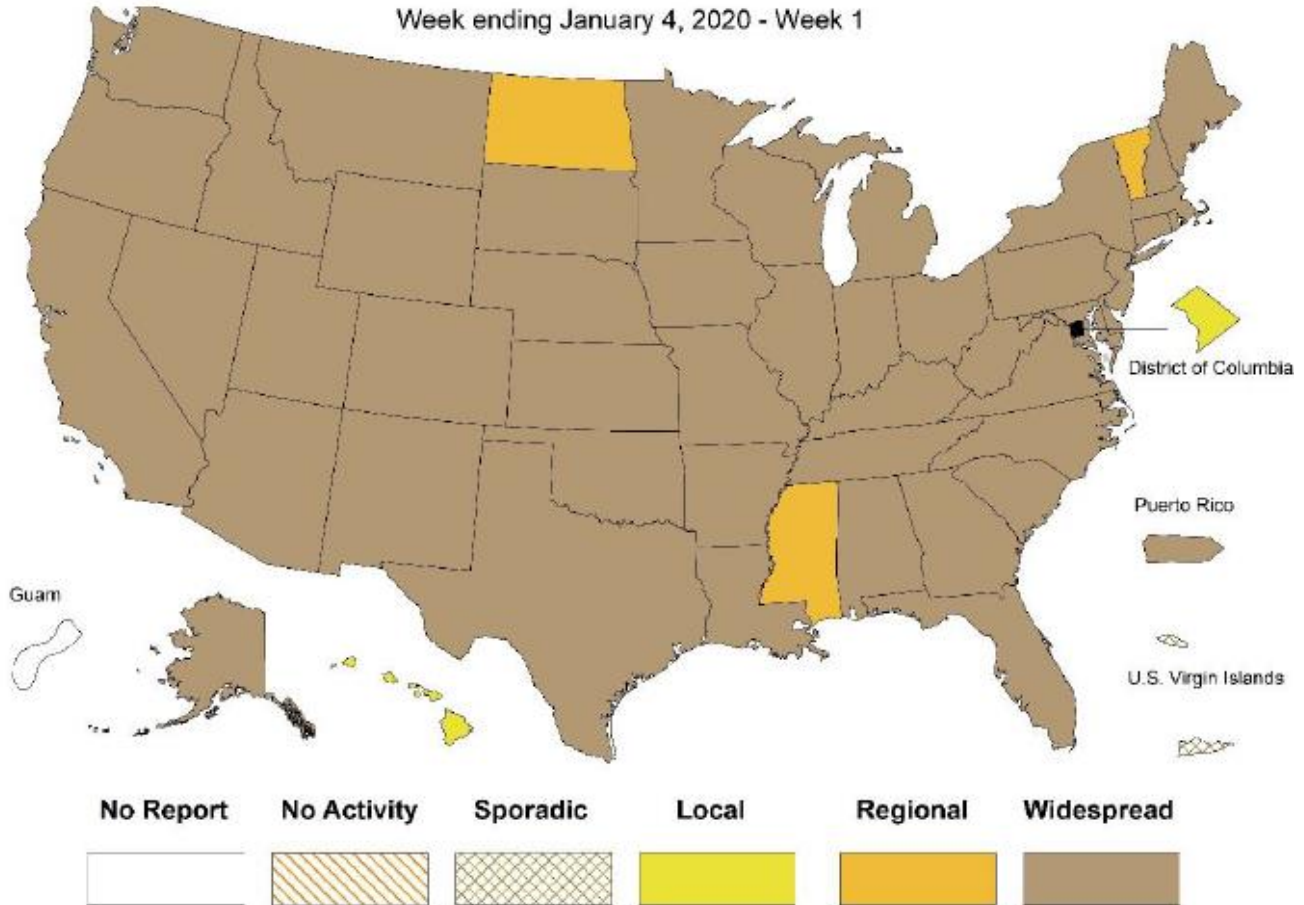 Week ending January 4, 2020 - Week 1
District of Columbia
Puerto Rico
Guam
U.S. Virgin Islands
No Report No Activity Sporadic Local Regional Widespread